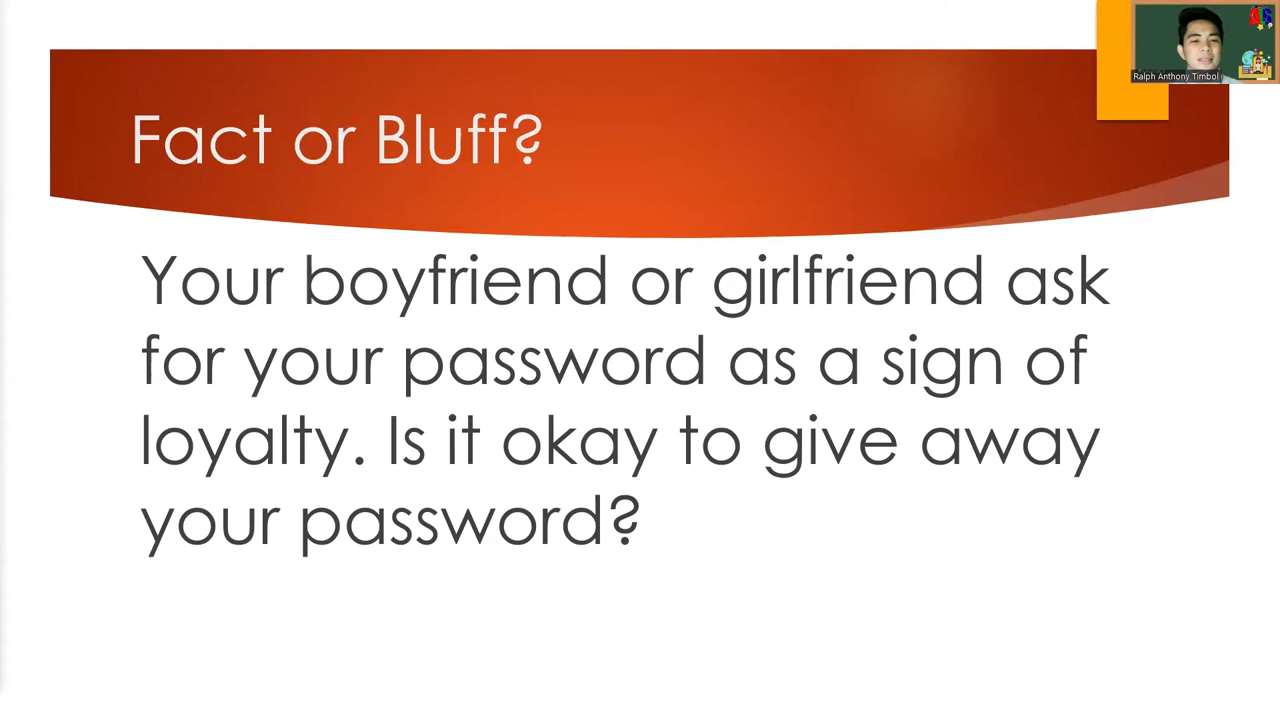 Fact or Bluff?
Ralph Anthony Timbol
Your boyfriend or girlfriend ask
for your password as a sign of
loyalty. Is it okay to give away
your password?